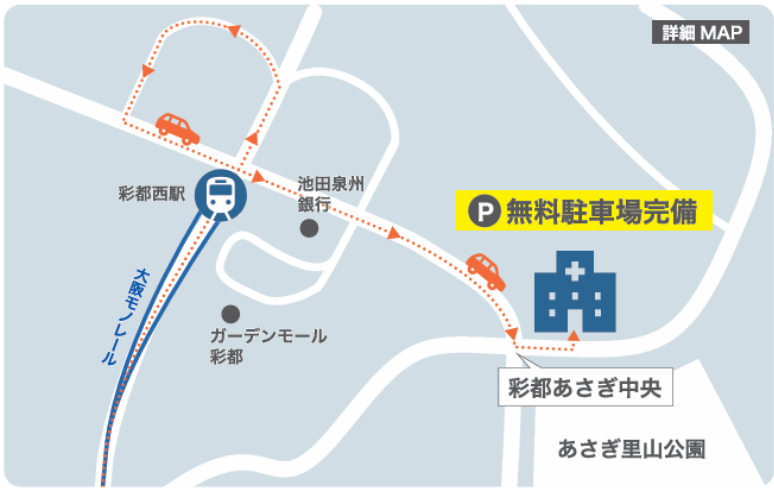 詳細 MAP
彩都西駅
池田泉州
銀行
P 無料駐車場完備
大阪モノレール
ガーデンモール
彩都
彩都あさぎ中央
あさぎ里山公園